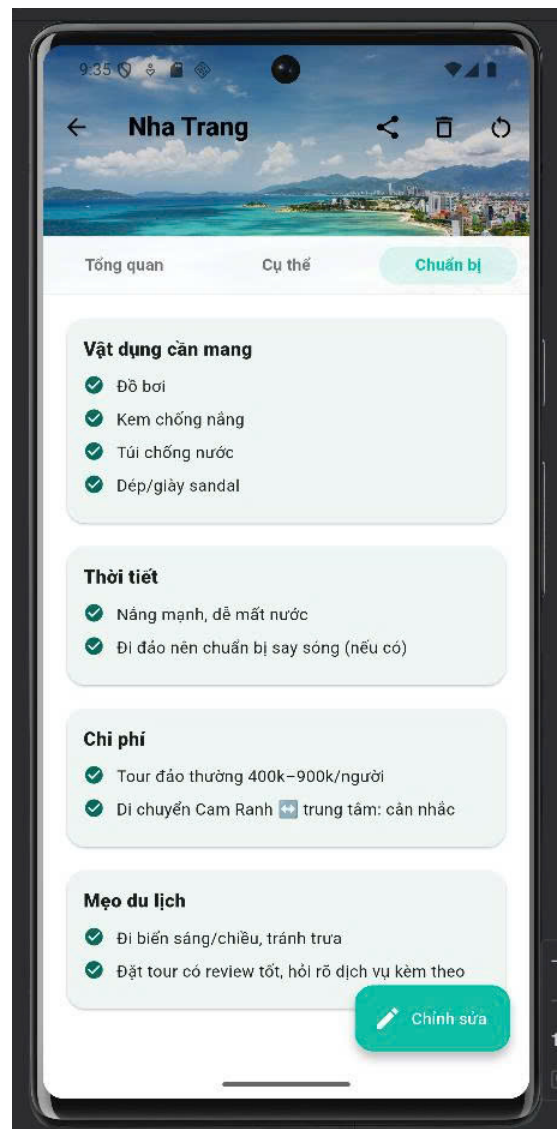 9:35
Nha Trang
Tổng quan
Cụ thể
Chuẩn bị
Vật dụng cần mang
Đồ bơi
Kem chống nắng
Túi chống nước
Dép/giày sandal
Thời tiết
Nắng mạnh, dễ mất nước
Đi đảo nên chuẩn bị say sóng (nếu có)
Chi phí
Tour đảo thường 400k–900k/người
Di chuyển Cam Ranh ↔️ trung tâm: cân nhắc
Mẹo du lịch
Đi biển sáng/chiều, tránh trưa
Đặt tour có review tốt, hỏi rõ dịch vụ kèm theo
Chỉnh sửa